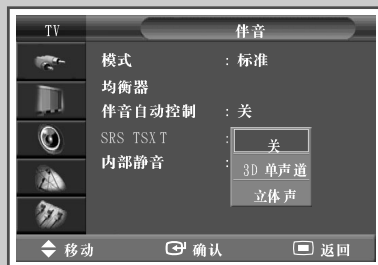 TV 伴音
模式 : 标准
均衡器
伴音自动控制 : 关
SRS TSXT :
关
内部静音 :
3D 单声道
立体声
移动 确认 返回